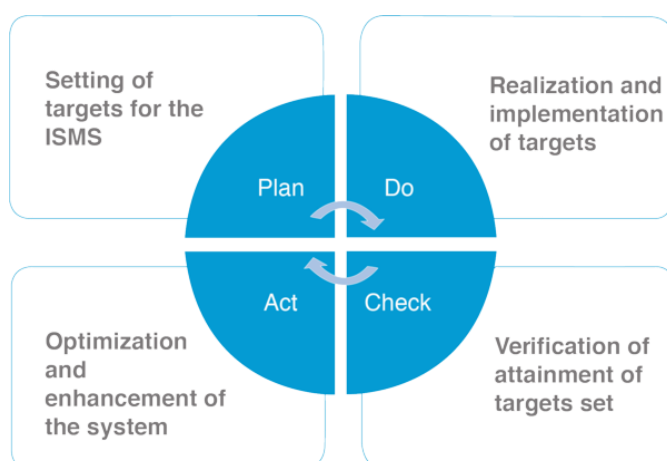 Setting of
targets for the
ISMS
Realization and
implementation
of targets
Plan
Do
Act
Check
Optimization
and
enhancement of
the system
Verification of
attainment of
targets set